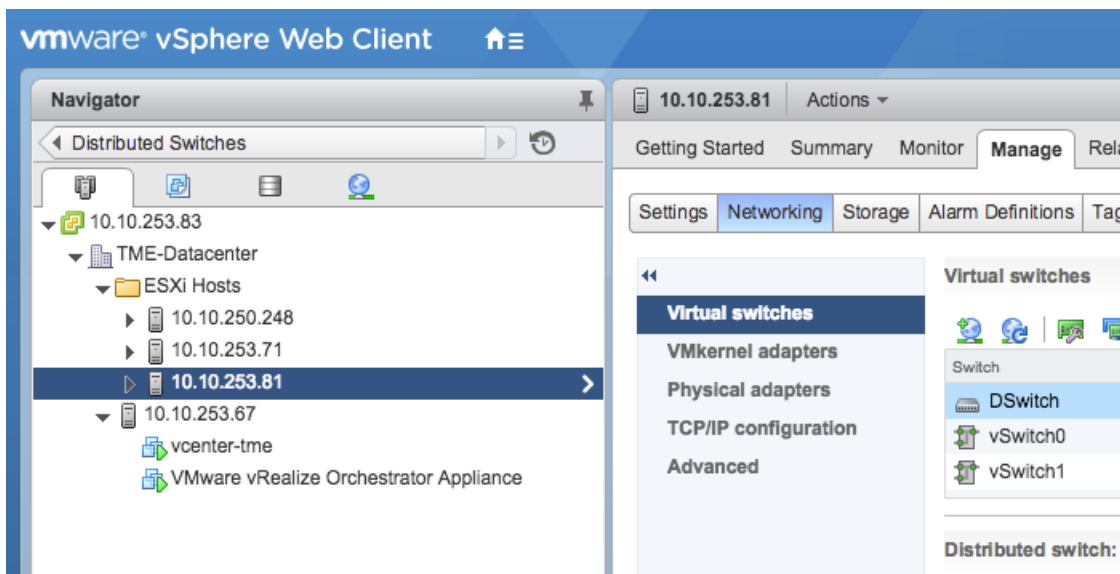 vmware® vSphere Web Client
Navigator
Distributed Switches
10.10.253.83
TME-Datacenter
ESXi Hosts
10.10.250.248
10.10.253.71
10.10.253.81
10.10.253.67
vcenter-tme
VMware vRealize Orchestrator Appliance
10.10.253.81 Actions
Getting Started Summary Monitor Manage Rela
Settings Networking Storage Alarm Definitions Tag
Virtual switches
VMkernel adapters
Physical adapters
TCP/IP configuration
Advanced
Virtual switches
Switch
DSwitch
vSwitch0
vSwitch1
Distributed switch: